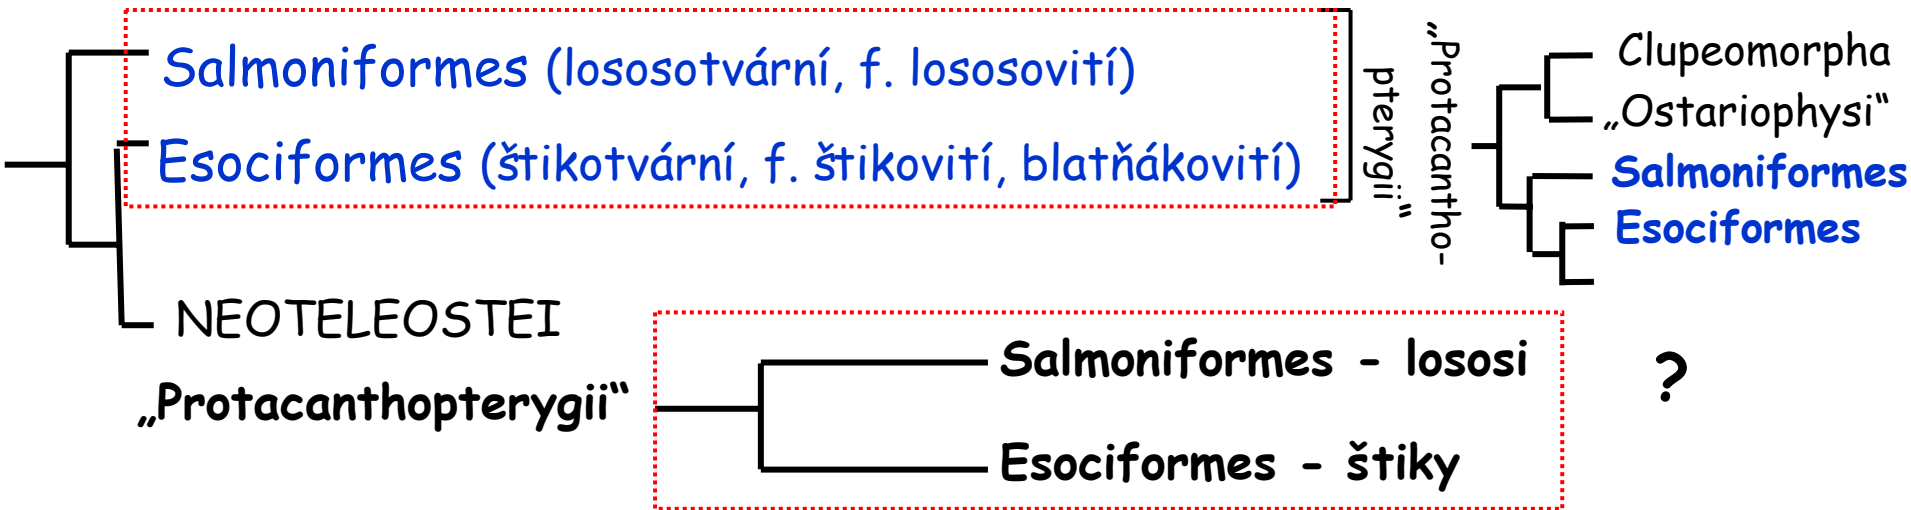 Salmoniformes (lososotvární, f. lososovití)
Esociformes (štikotvární, f. štikovití, blatňákovití)
NEOTELEOSTEI
„Protacantho-
pterygii“
Clupeomorpha
„Ostariophysi“
Salmoniformes
Esociformes
„Protacanthopterygii“
Salmoniformes - lososi
Esociformes - štiky
?